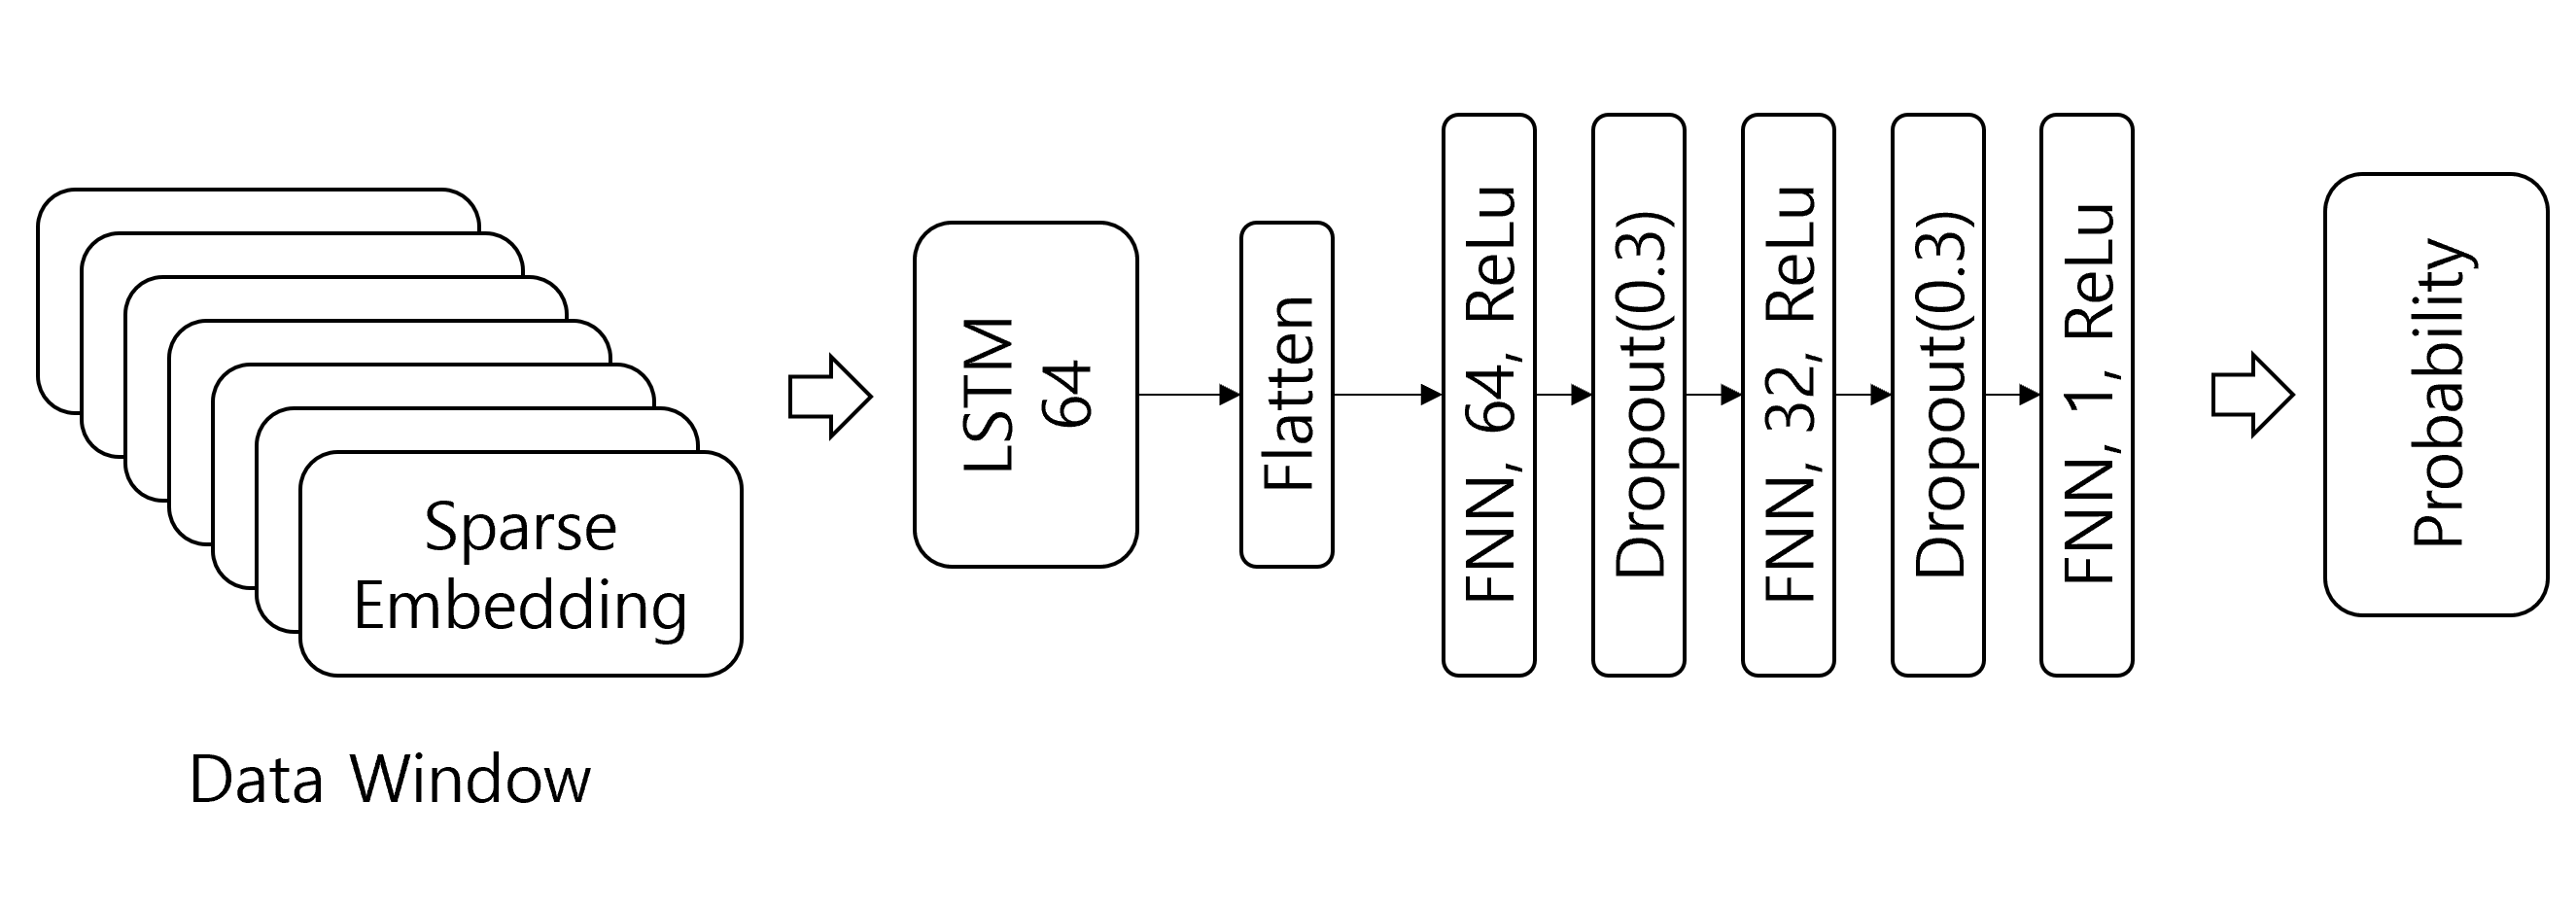 Sparse
Embedding
Data Window
LSTM
64
Flatten
FNN, 64, ReLu
Dropout(0.3)
FNN, 32, ReLu
Dropout(0.3)
FNN, 1, ReLu
Probability